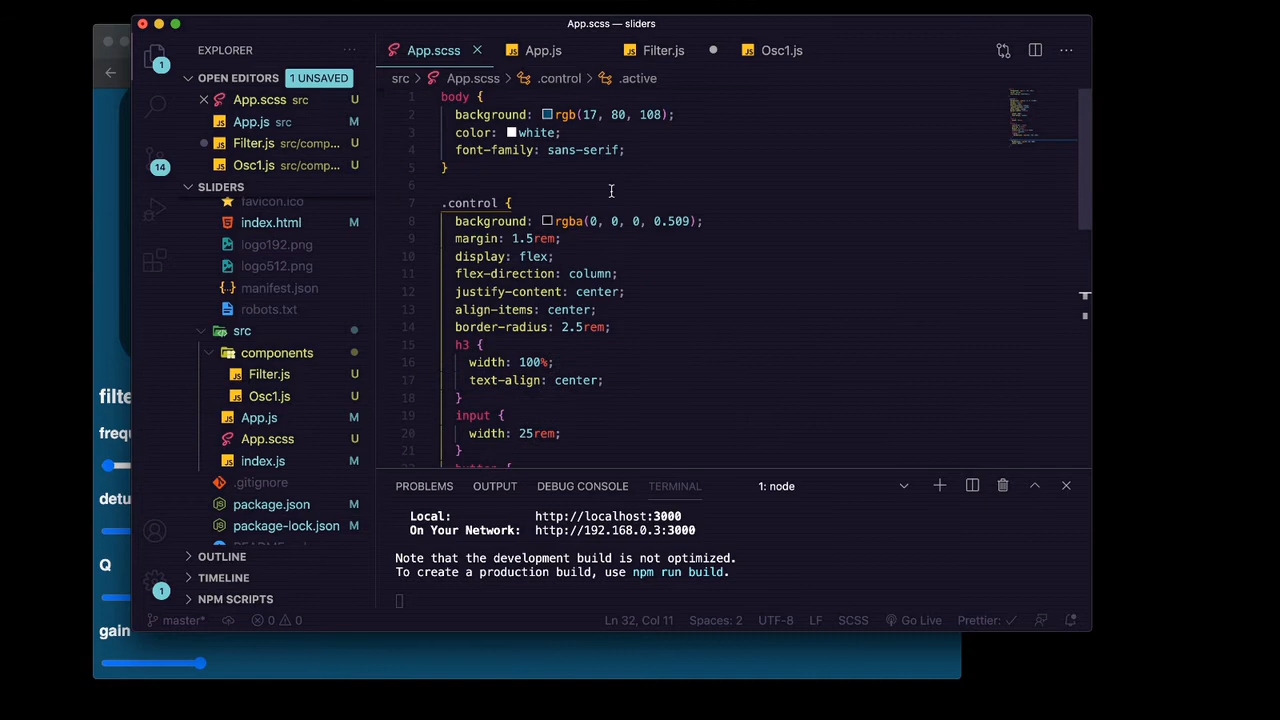 App.scss — sliders
EXPLORER
OPEN EDITORS 1 UNSAVED
App.scss src U
App.js src M
Filter.js src/comp... U
Osc1.js src/comp... U
SLIDERS
favicon.ico
index.html M
logo192.png
logo512.png
manifest.json
robots.txt
src
components
Filter.js U
Osc1.js U
App.js M
App.scss U
index.js M
.gitignore
package.json M
package-lock.json M
OUTLINE
TIMELINE
NPM SCRIPTS
1
14
1
App.scss
App.js
Filter.js
Osc1.js
src > App.scss > .control > .active
1 body {
2 background: rgb(17, 80, 108);
3 color: white;
4 font-family: sans-serif;
5 }
6
7 .control {
8 background: rgba(0, 0, 0, 0.509);
9 margin: 1.5rem;
10 display: flex;
11 flex-direction: column;
12 justify-content: center;
13 align-items: center;
14 border-radius: 2.5rem;
15 h3 {
16 width: 100%;
17 text-align: center;
18 }
19 input {
20 width: 25rem;
21 }
PROBLEMS OUTPUT DEBUG CONSOLE TERMINAL 1: node
Local: http://localhost:3000
On Your Network: http://192.168.0.3:3000
Note that the development build is not optimized.
To create a production build, use npm run build.
master* 0 0 Ln 32, Col 11 Spaces: 2 UTF-8 LF SCSS Go Live Prettier: ✓
filte
frequ
detu
Q
gain